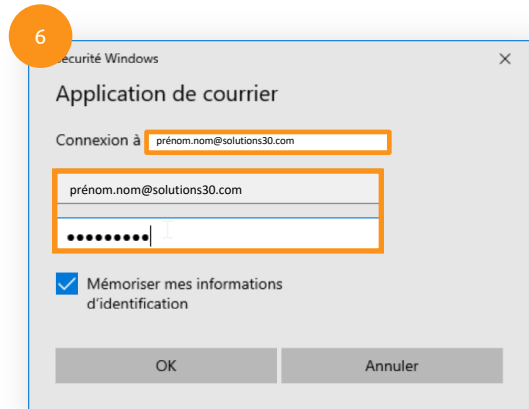 6
Sécurité Windows
Application de courrier
Connexion à prénom.nom@solutions30.com
prénom.nom@solutions30.com
•••••••••
Mémoriser mes informations
d'identification
OK Annuler